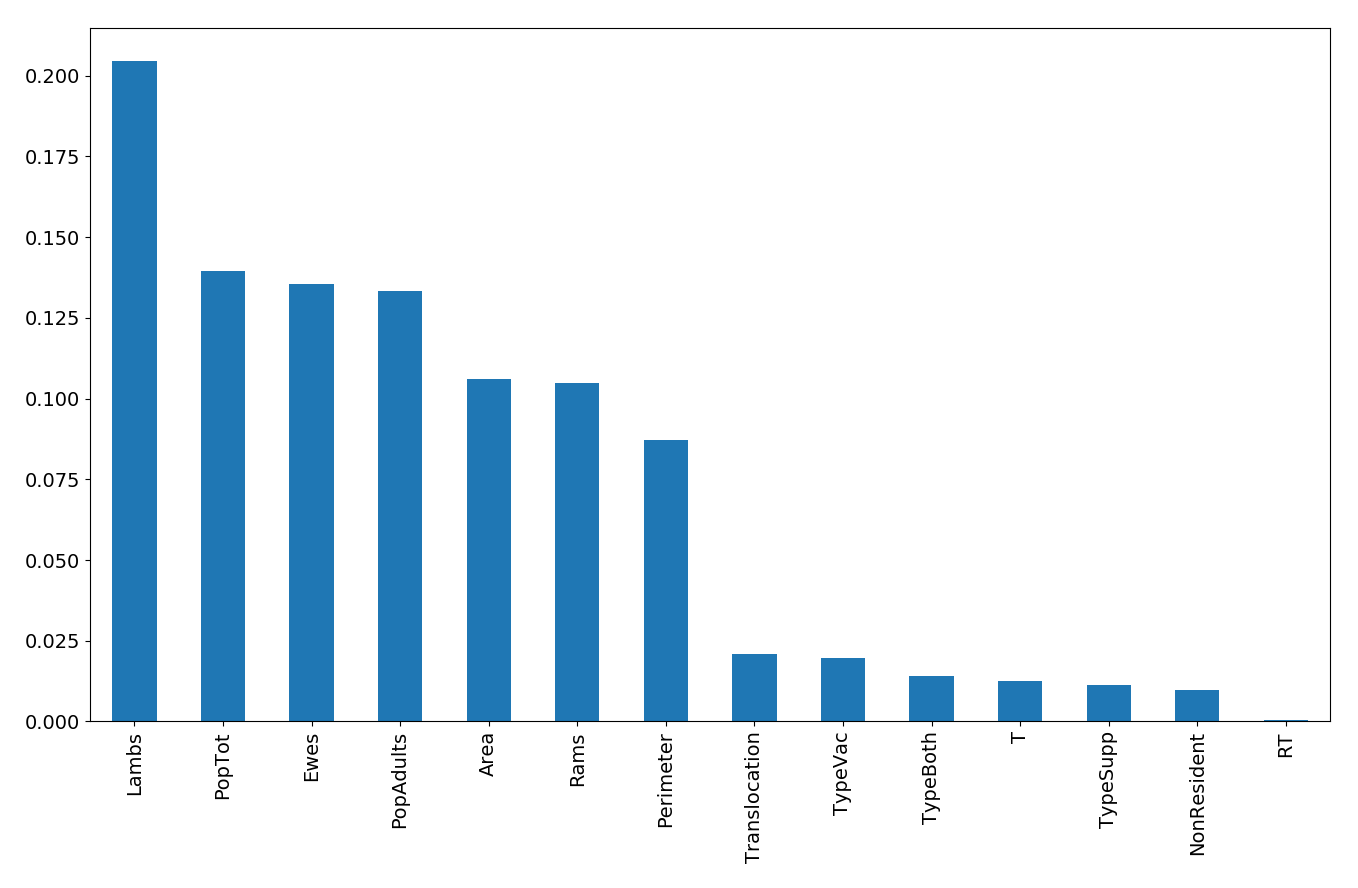 0.200
0.175
0.150
0.125
0.100
0.075
0.050
0.025
0.000
Lambs
PopTot
Ewes
PopAdults
Area
Rams
Perimeter
Translocation
TypeVac
TypeBoth
T
TypeSupp
NonResident
RT